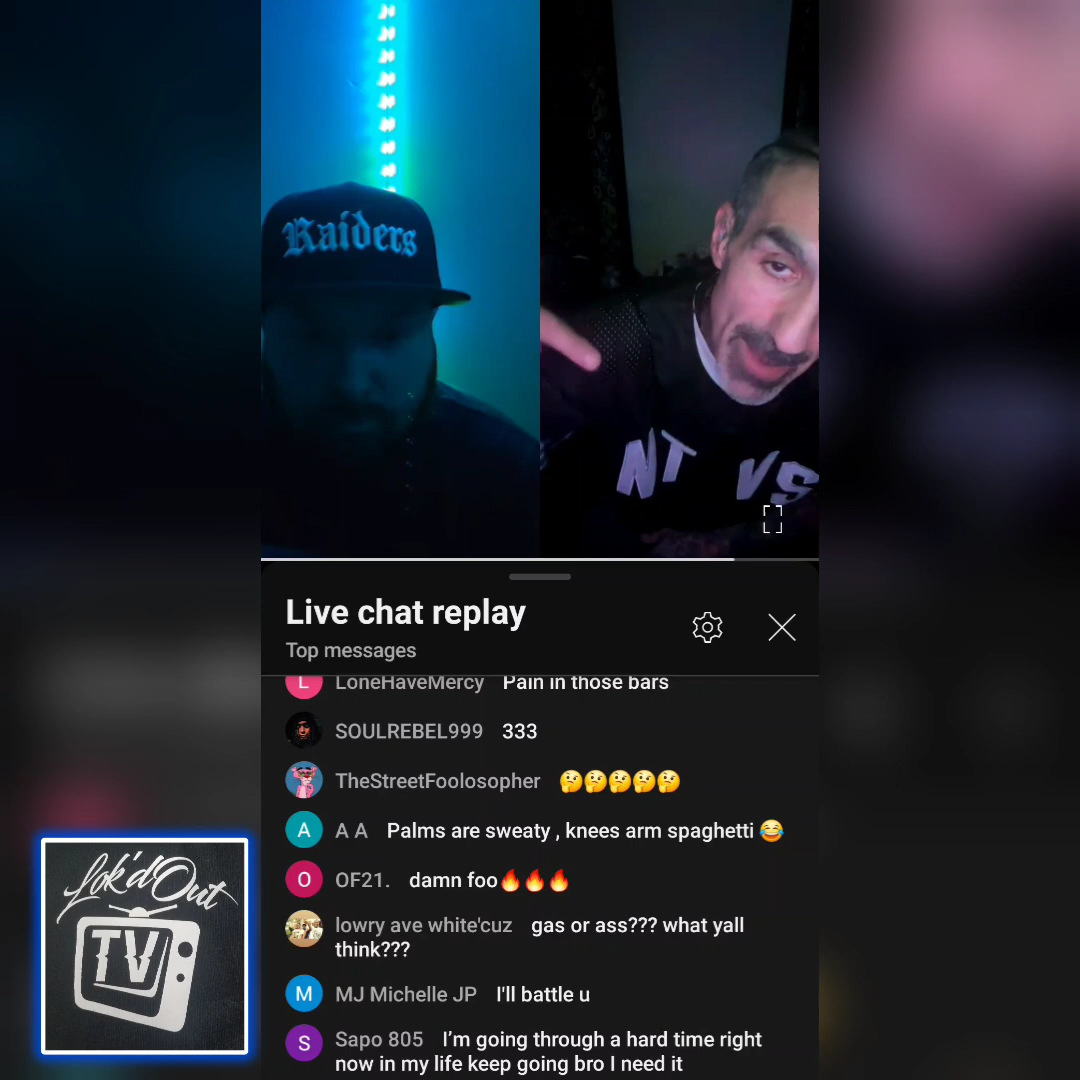 Raiders
NT VS
Live chat replay
Top messages
L LoneHaveMercy Pain in those bars
SOULREBEL999 333
TheStreetFoolosopher 🤔🤔🤔🤔🤔
A A A Palms are sweaty , knees arm spaghetti 😂
O OF21. damn foo🔥🔥🔥
lowry ave white'cuz gas or ass??? what yall
think???
M MJ Michelle JP I'll battle u
S Sapo 805 I’m going through a hard time right
now in my life keep going bro I need it
Lok'dOut
TV